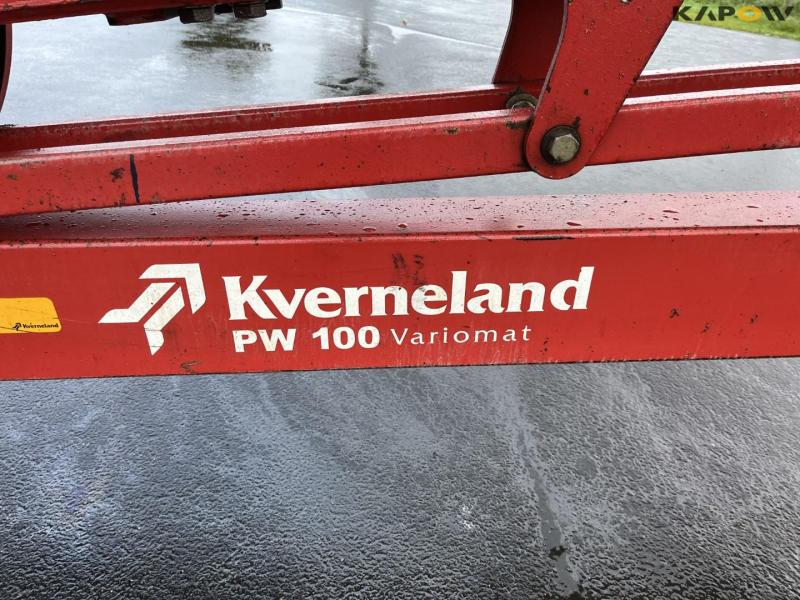 KAPOW
Kverneland
PW 100 Variomat
Kverneland